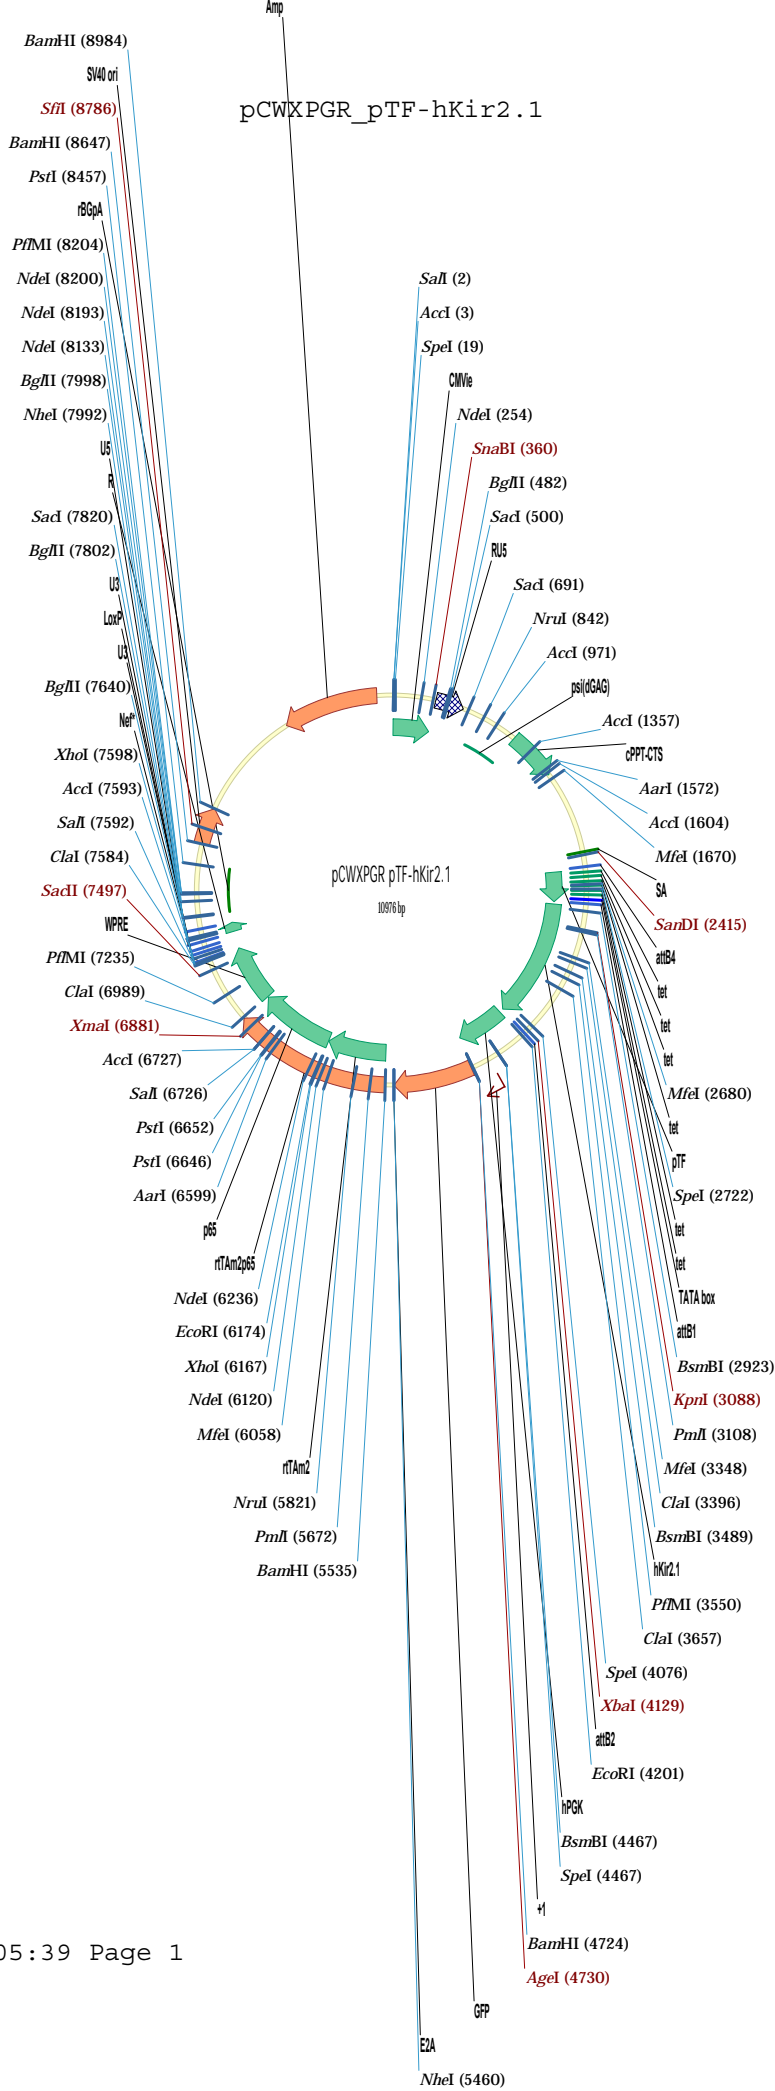 Amp
BamHI (8984)
SV40 ori
SfiI (8786)
pCWXPGR_pTF-hKir2.1
BamHI (8647)
PstI (8457)
rBGpA
PflMI (8204)
NdeI (8200)
NdeI (8193)
NdeI (8133)
BglII (7998)
NheI (7992)
U5
R
SacI (7820)
BglII (7802)
U3
LoxP
U3
BglII (7640)
Nef*
XhoI (7598)
AccI (7593)
SalI (7592)
ClaI (7584)
SacII (7497)
WPRE
PflMI (7235)
ClaI (6989)
XmaI (6881)
AccI (6727)
SalI (6726)
PstI (6652)
PstI (6646)
AarI (6599)
p65
rtTAm2p65
NdeI (6236)
EcoRI (6174)
XhoI (6167)
NdeI (6120)
MfeI (6058)
rtTAm2
NruI (5821)
PmlI (5672)
BamHI (5535)
SalI (2)
AccI (3)
SpeI (19)
CMVie
NdeI (254)
SnaBI (360)
BglII (482)
SacI (500)
RU5
SacI (691)
NruI (842)
AccI (971)
psi(dGAG)
AccI (1357)
cPPT-CTS
AarI (1572)
AccI (1604)
MfeI (1670)
SA
SanDI (2415)
attB4
tet
tet
tet
MfeI (2680)
tet
pTF
SpeI (2722)
tet
tet
TATA box
attB1
BsmBI (2923)
KpnI (3088)
PmlI (3108)
MfeI (3348)
ClaI (3396)
BsmBI (3489)
hKir2.1
PflMI (3550)
ClaI (3657)
SpeI (4076)
XbaI (4129)
attB2
EcoRI (4201)
hPGK
BsmBI (4467)
SpeI (4467)
+1
BamHI (4724)
AgeI (4730)
GFP
E2A
NheI (5460)
pCWXPGR pTF-hKir2.1
10976 bp
05:39 Page 1